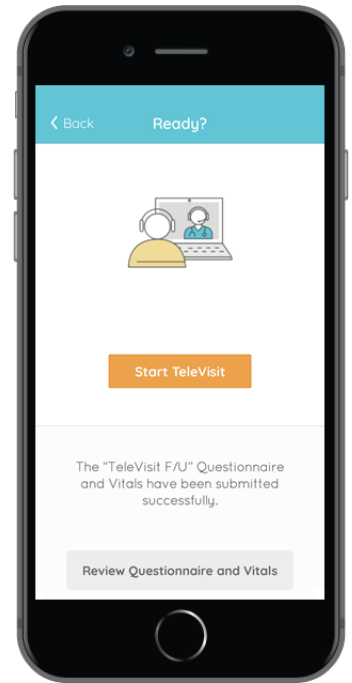 Back
Ready?
Start TeleVisit
The "TeleVisit F/U" Questionnaire
and Vitals have been submitted
successfully.
Review Questionnaire and Vitals